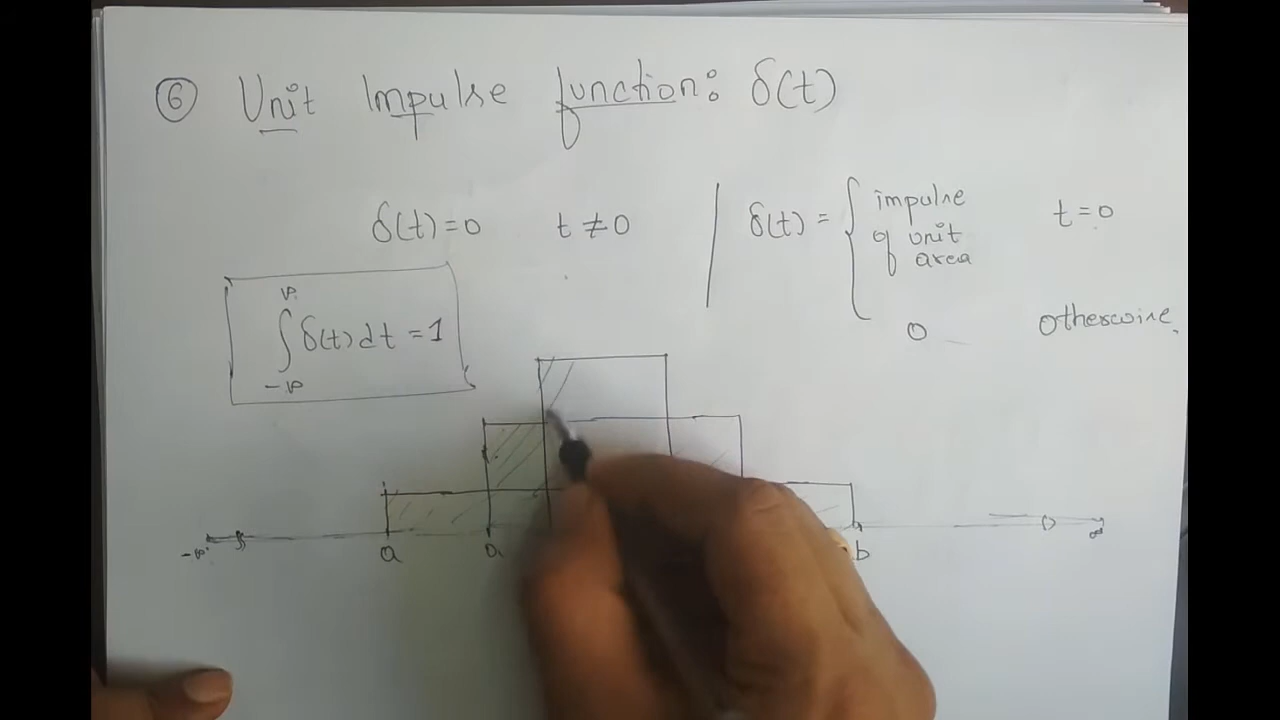 ⑥ Unit Impulse function: δ(t)
δ(t)=0 t≠0
δ(t) = { impulse of unit area t=0
0 otherwise
∫_{-∞}^{∞} δ(t)dt = 1
-∞ a a b ∞